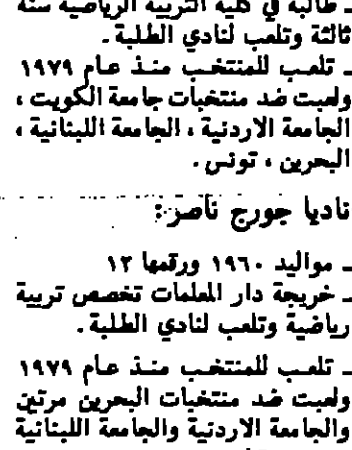 ـ طالبة في كلية التربية الرياضية سنة
ثالثة وتلعب لنادي الطلبة .
ـ تلعب للمنتخب منذ عام ١٩٧٩
ولعبت ضد منتخبات جامعة الكويت ،
الجامعة الاردنية ، الجامعة اللبنانية ،
البحرين ، تونس .
ناديا جورج ناصر :
ـ مواليد ١٩٦٠ ورقمها ١٢
ـ خريجة دار المعلمات تخصص تربية
رياضية وتلعب لنادي الطلبة .
ـ تلعب للمنتخب منذ عام ١٩٧٩
ولعبت ضد منتخبات البحرين مرتين
والجامعة الاردنية والجامعة اللبنانية